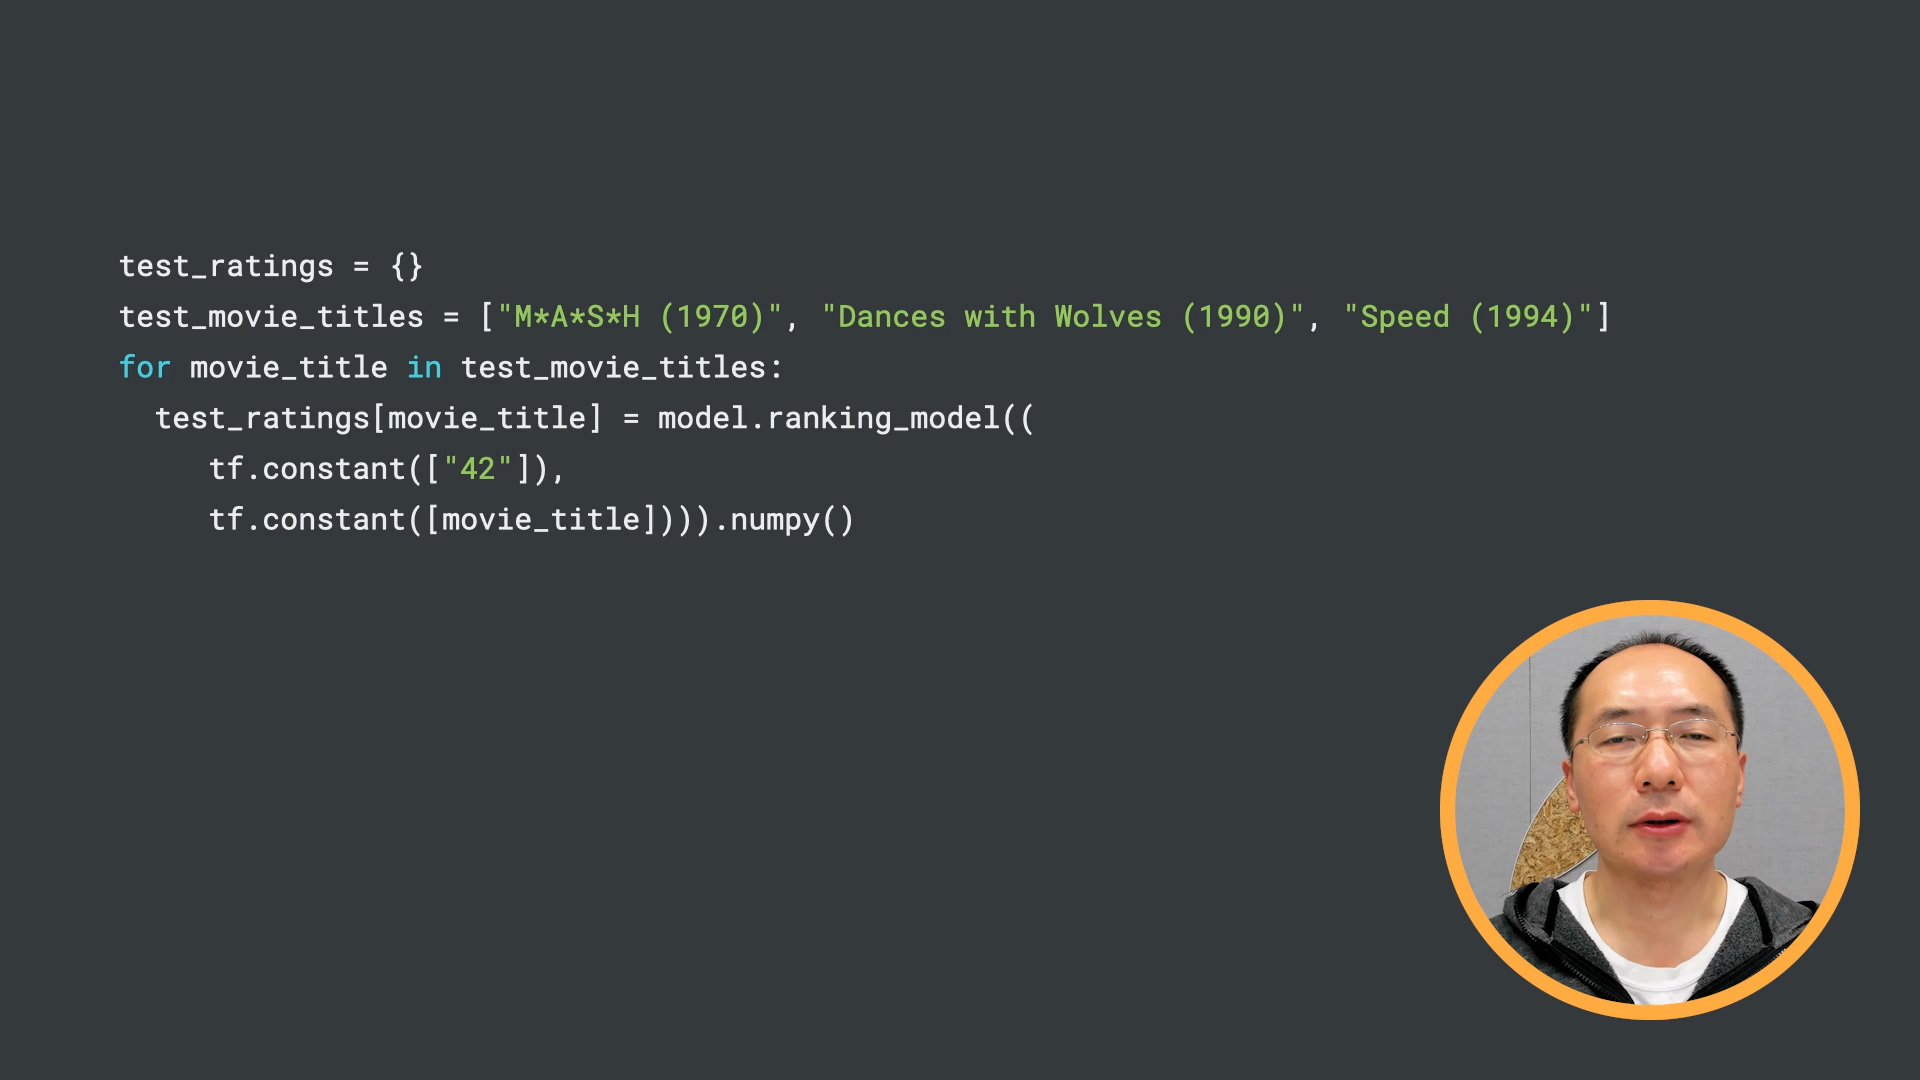 test_ratings = {}
test_movie_titles = ["M*A*S*H (1970)", "Dances with Wolves (1990)", "Speed (1994)"]
for movie_title in test_movie_titles:
  test_ratings[movie_title] = model.ranking_model((
     tf.constant(["42"]),
     tf.constant([movie_title]))).numpy()